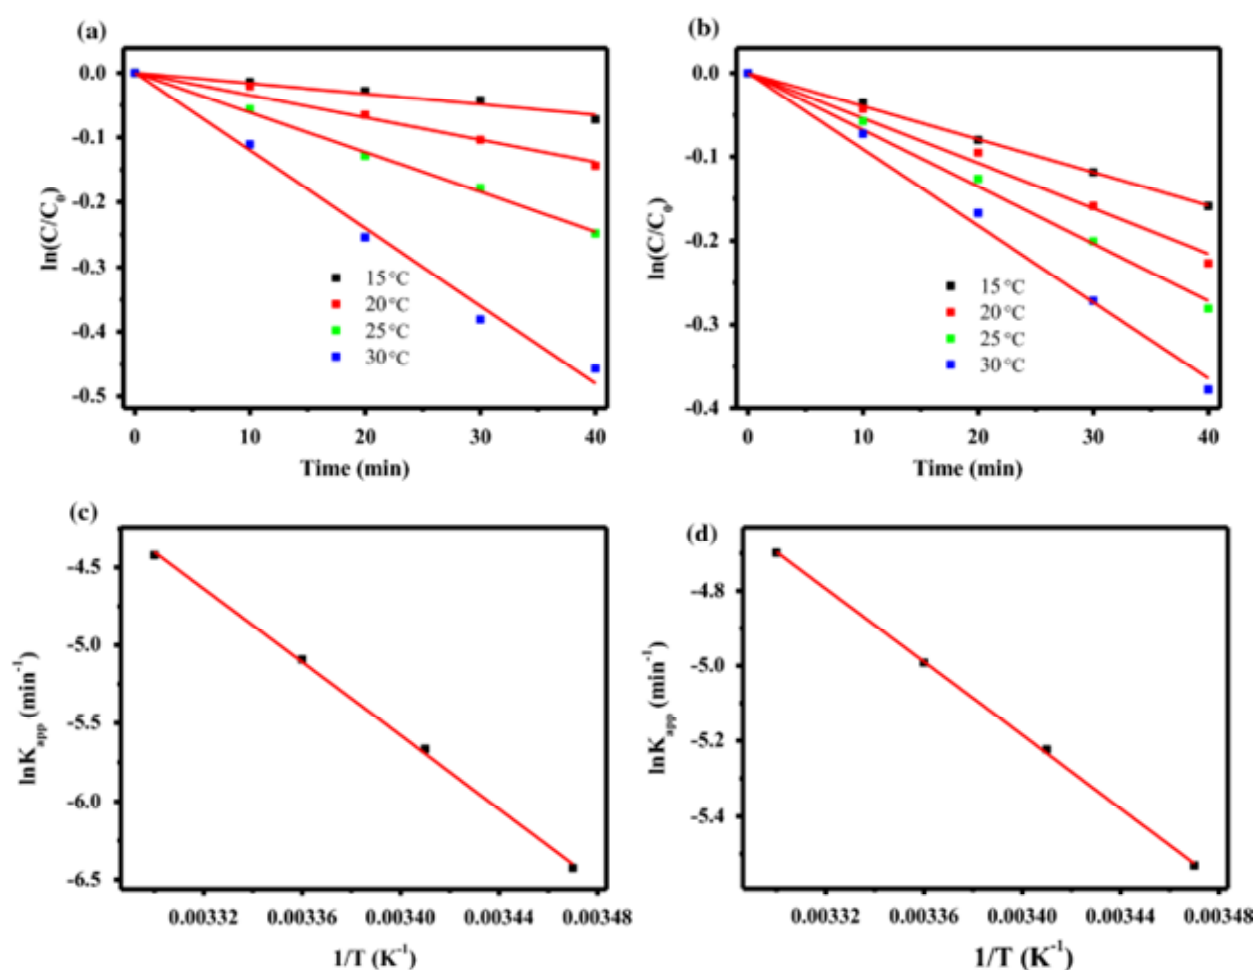 (a)
ln(C/C0)
0.0
-0.1
-0.2
-0.3
-0.4
-0.5
15°C
20°C
25°C
30°C
0 10 20 30 40
Time (min)
(b)
ln(C/C0)
0.0
-0.1
-0.2
-0.3
-0.4
15°C
20°C
25°C
30°C
0 10 20 30 40
Time (min)
(c)
lnKapp (min-1)
-4.5
-5.0
-5.5
-6.0
-6.5
0.00332 0.00336 0.00340 0.00344 0.00348
1/T (K-1)
(d)
lnKapp (min-1)
-4.8
-5.0
-5.2
-5.4
0.00332 0.00336 0.00340 0.00344 0.00348
1/T (K-1)